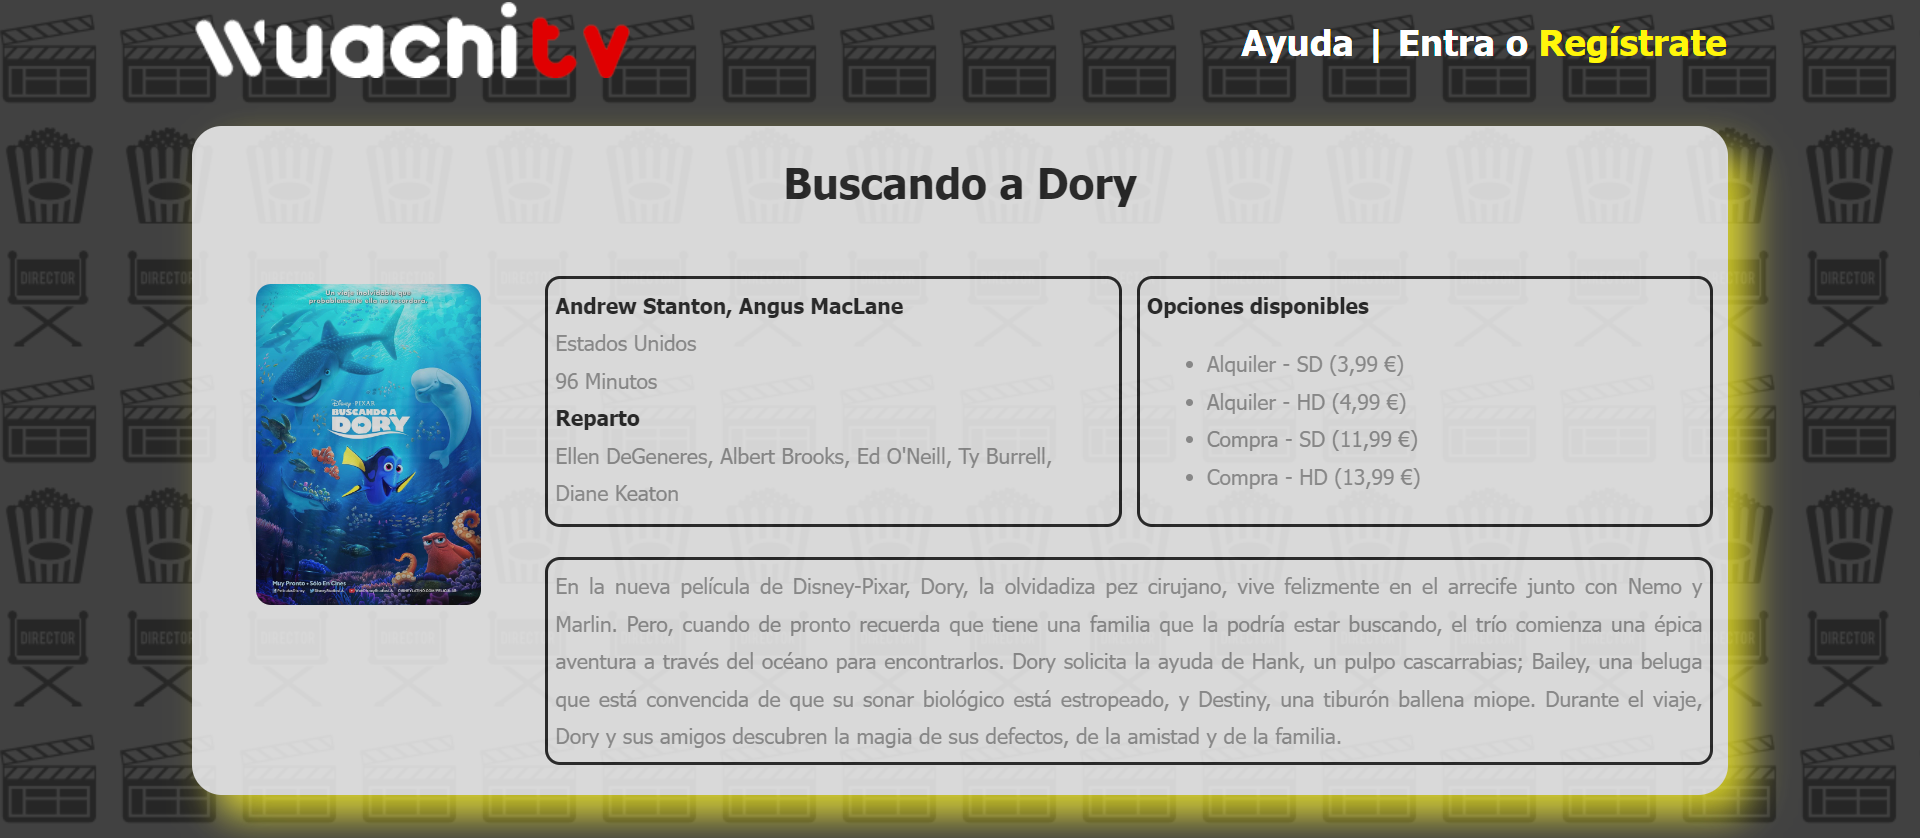 Wuachi tv
Ayuda | Entra o Regístrate
Buscando a Dory
Un viaje inolvidable que
probablemente ella no recordará.
Disney PIXAR
BUSCANDO A
DORY
Muy Pronto • Sólo En Cines
Andrew Stanton, Angus MacLane
Estados Unidos
96 Minutos
Reparto
Ellen DeGeneres, Albert Brooks, Ed O'Neill, Ty Burrell,
Diane Keaton
Opciones disponibles
• Alquiler - SD (3,99 €)
• Alquiler - HD (4,99 €)
• Compra - SD (11,99 €)
• Compra - HD (13,99 €)
En la nueva película de Disney-Pixar, Dory, la olvidadiza pez cirujano, vive felizmente en el arrecife junto con Nemo y
Marlin. Pero, cuando de pronto recuerda que tiene una familia que la podría estar buscando, el trío comienza una épica
aventura a través del océano para encontrarlos. Dory solicita la ayuda de Hank, un pulpo cascarrabias; Bailey, una beluga
que está convencida de que su sonar biológico está estropeado, y Destiny, una tiburón ballena miope. Durante el viaje,
Dory y sus amigos descubren la magia de sus defectos, de la amistad y de la familia.
DIRECTOR
DIRECTOR
DIRECTOR
DIRECTOR